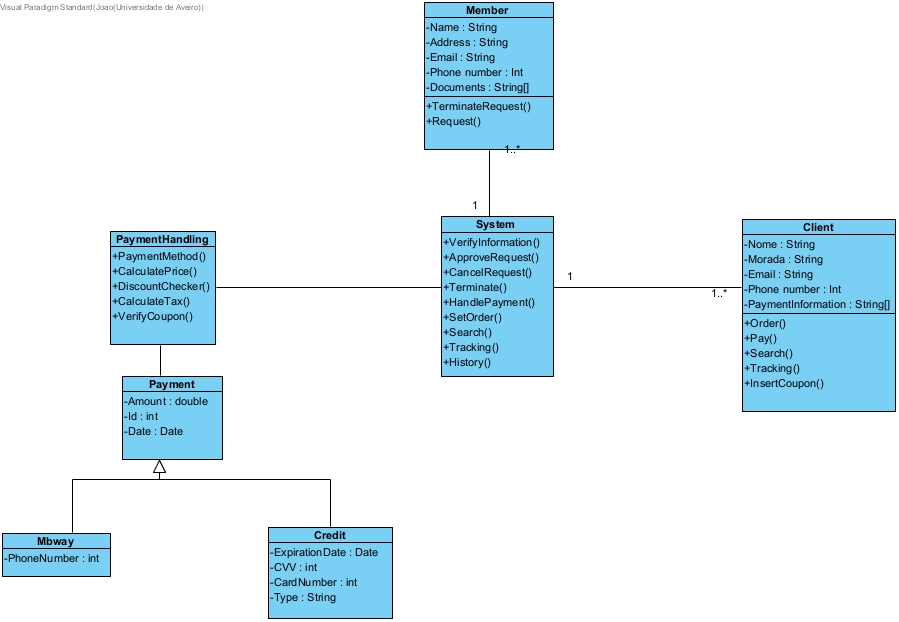 Visual Paradigm Standard(Joao(Universidade de Aveiro))
Member
-Name : String
-Address : String
-Email : String
-Phone number : Int
-Documents : String[]
+TerminateRequest()
+Request()
1..*
1
System
+VerifyInformation()
+ApproveRequest()
+CancelRequest()
+Terminate()
+HandlePayment()
+SetOrder()
+Search()
+Tracking()
+History()
1
1..*
Client
-Nome : String
-Morada : String
-Email : String
-Phone number : Int
-PaymentInformation : String[]
+Order()
+Pay()
+Search()
+Tracking()
+InsertCoupon()
PaymentHandling
+PaymentMethod()
+CalculatePrice()
+DiscountChecker()
+CalculateTax()
+VerifyCoupon()
Payment
-Amount : double
-Id : int
-Date : Date
Mbway
-PhoneNumber : int
Credit
-ExpirationDate : Date
-CVV : int
-CardNumber : int
-Type : String